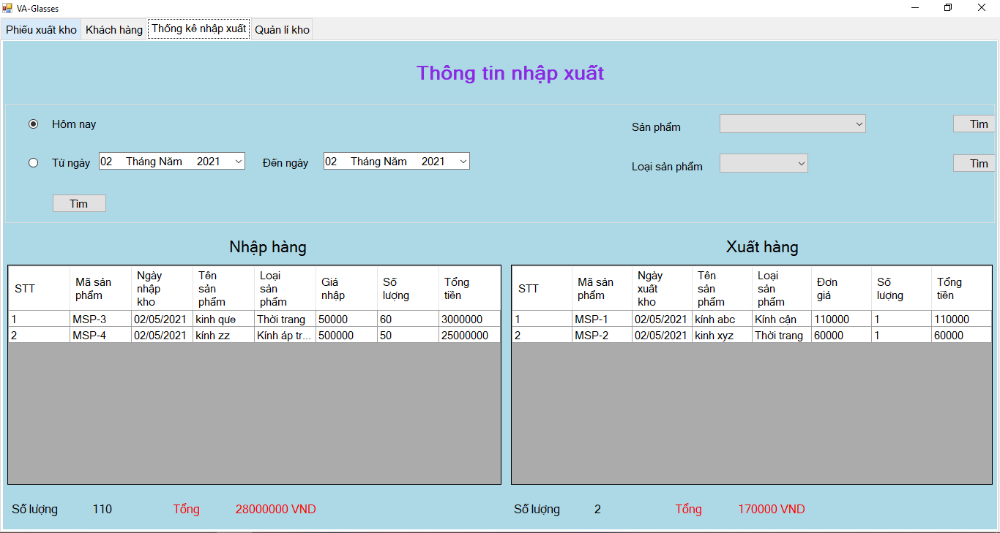 VA-Glasses
Phiếu xuất kho Khách hàng Thống kê nhập xuất Quản lí kho
Thông tin nhập xuất
Hôm nay
Sản phẩm
Tìm
Từ ngày 02 Tháng Năm 2021 Đến ngày 02 Tháng Năm 2021
Loại sản phẩm
Tìm
Tìm
Nhập hàng
STT Mã sản phẩm Ngày nhập kho Tên sản phẩm Loại sản phẩm Giá nhập Số lượng Tổng tiền
1 MSP-3 02/05/2021 kinh que Thời trang 50000 60 3000000
2 MSP-4 02/05/2021 kính zz Kính áp tr... 500000 50 25000000
Số lượng 110 Tổng 28000000 VND
Xuất hàng
STT Mã sản phẩm Ngày xuất kho Tên sản phẩm Loại sản phẩm Đơn giá Số lượng Tổng tiền
1 MSP-1 02/05/2021 kính abc Kính cận 110000 1 110000
2 MSP-2 02/05/2021 kinh xyz Thời trang 60000 1 60000
Số lượng 2 Tổng 170000 VND